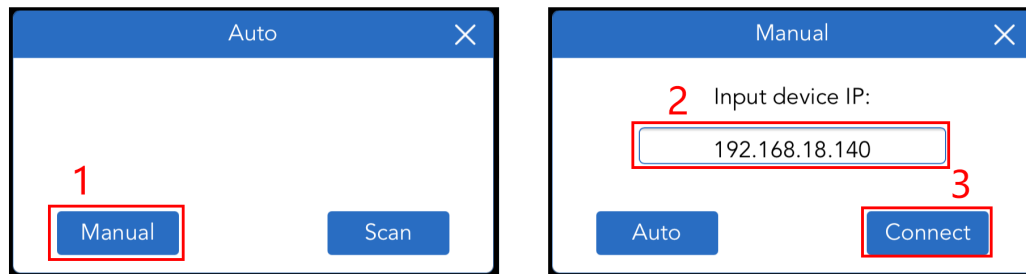 Auto
1
Manual
Scan
Manual
2
Input device IP:
192.168.18.140
3
Auto
Connect